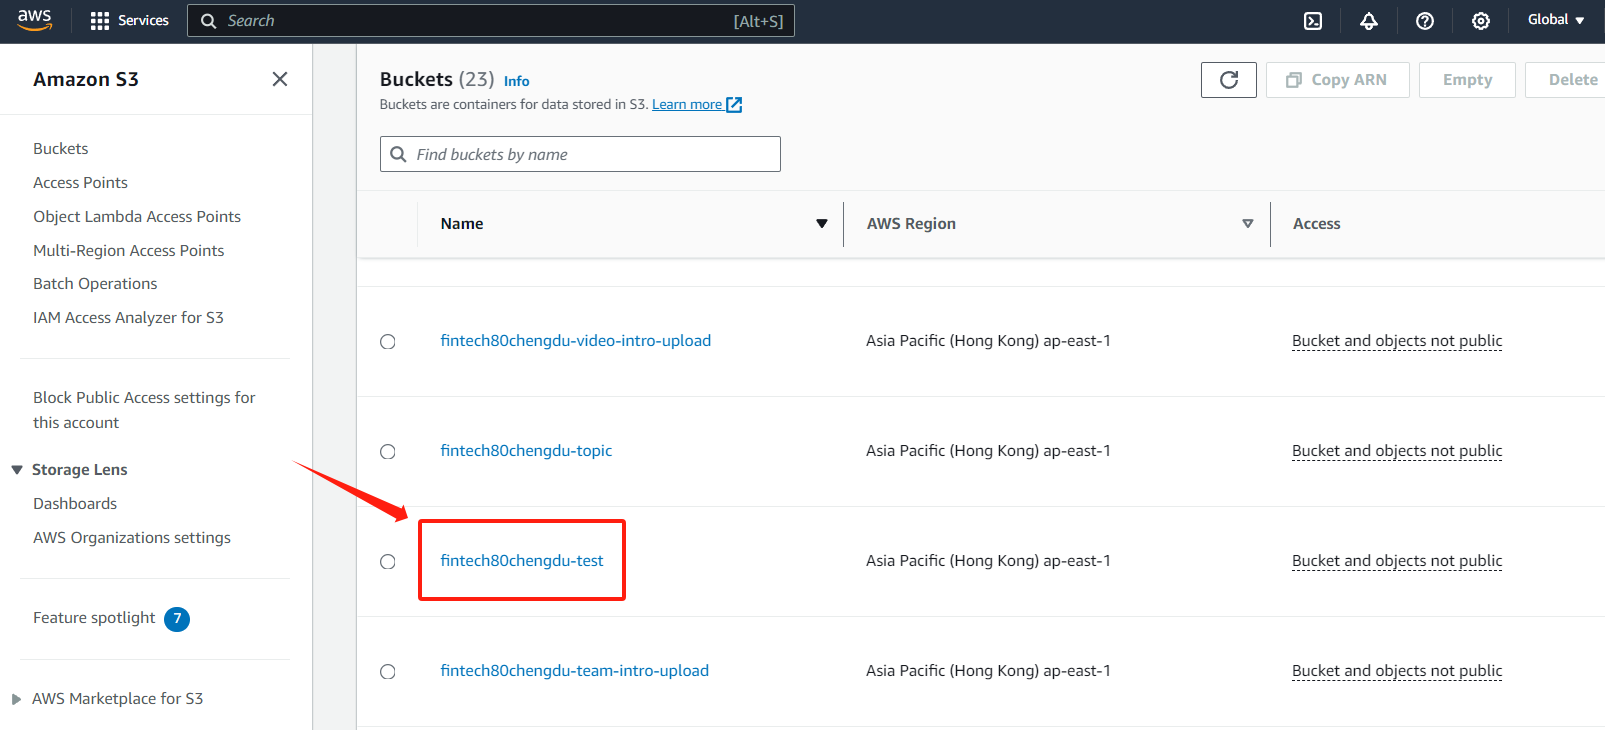 aws
Services
Search
[Alt+S]
Global
Amazon S3
Buckets
Access Points
Object Lambda Access Points
Multi-Region Access Points
Batch Operations
IAM Access Analyzer for S3
Block Public Access settings for
this account
Storage Lens
Dashboards
AWS Organizations settings
Feature spotlight 7
AWS Marketplace for S3
Buckets (23) Info
Buckets are containers for data stored in S3. Learn more
Copy ARN
Empty
Delete
Find buckets by name
Name
AWS Region
Access
fintech80chengdu-video-intro-upload
Asia Pacific (Hong Kong) ap-east-1
Bucket and objects not public
fintech80chengdu-topic
Asia Pacific (Hong Kong) ap-east-1
Bucket and objects not public
fintech80chengdu-test
Asia Pacific (Hong Kong) ap-east-1
Bucket and objects not public
fintech80chengdu-team-intro-upload
Asia Pacific (Hong Kong) ap-east-1
Bucket and objects not public